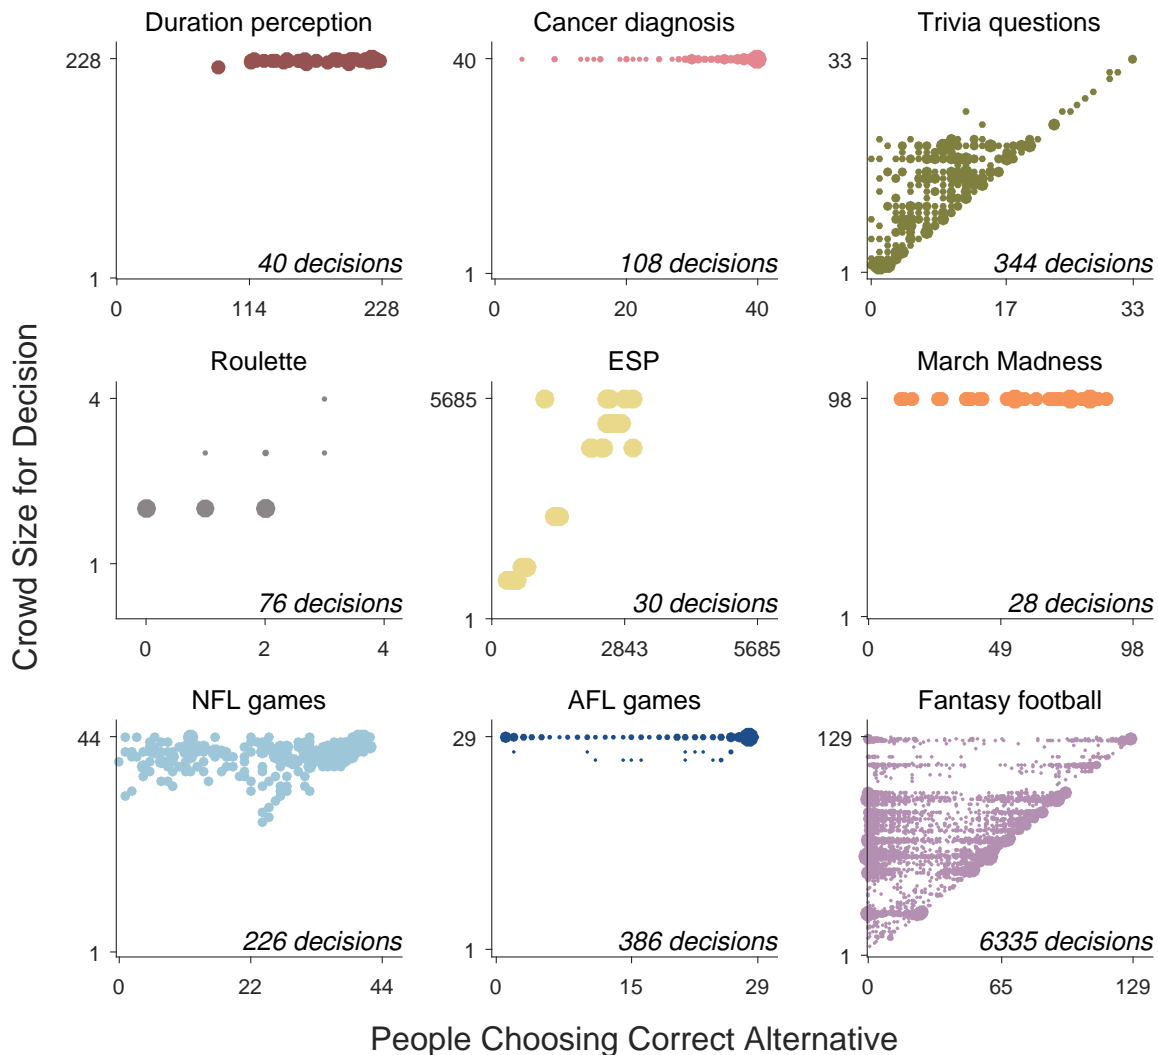 Duration perception
Cancer diagnosis
Trivia questions
228
1
0
114
228
40 decisions
40
1
0
20
40
108 decisions
33
1
0
17
33
344 decisions
Crowd Size for Decision
Roulette
ESP
March Madness
4
1
0
2
4
76 decisions
5685
1
0
2843
5685
30 decisions
98
1
0
49
98
28 decisions
NFL games
AFL games
Fantasy football
44
1
0
22
44
226 decisions
29
1
0
15
29
386 decisions
129
1
0
65
129
6335 decisions
People Choosing Correct Alternative